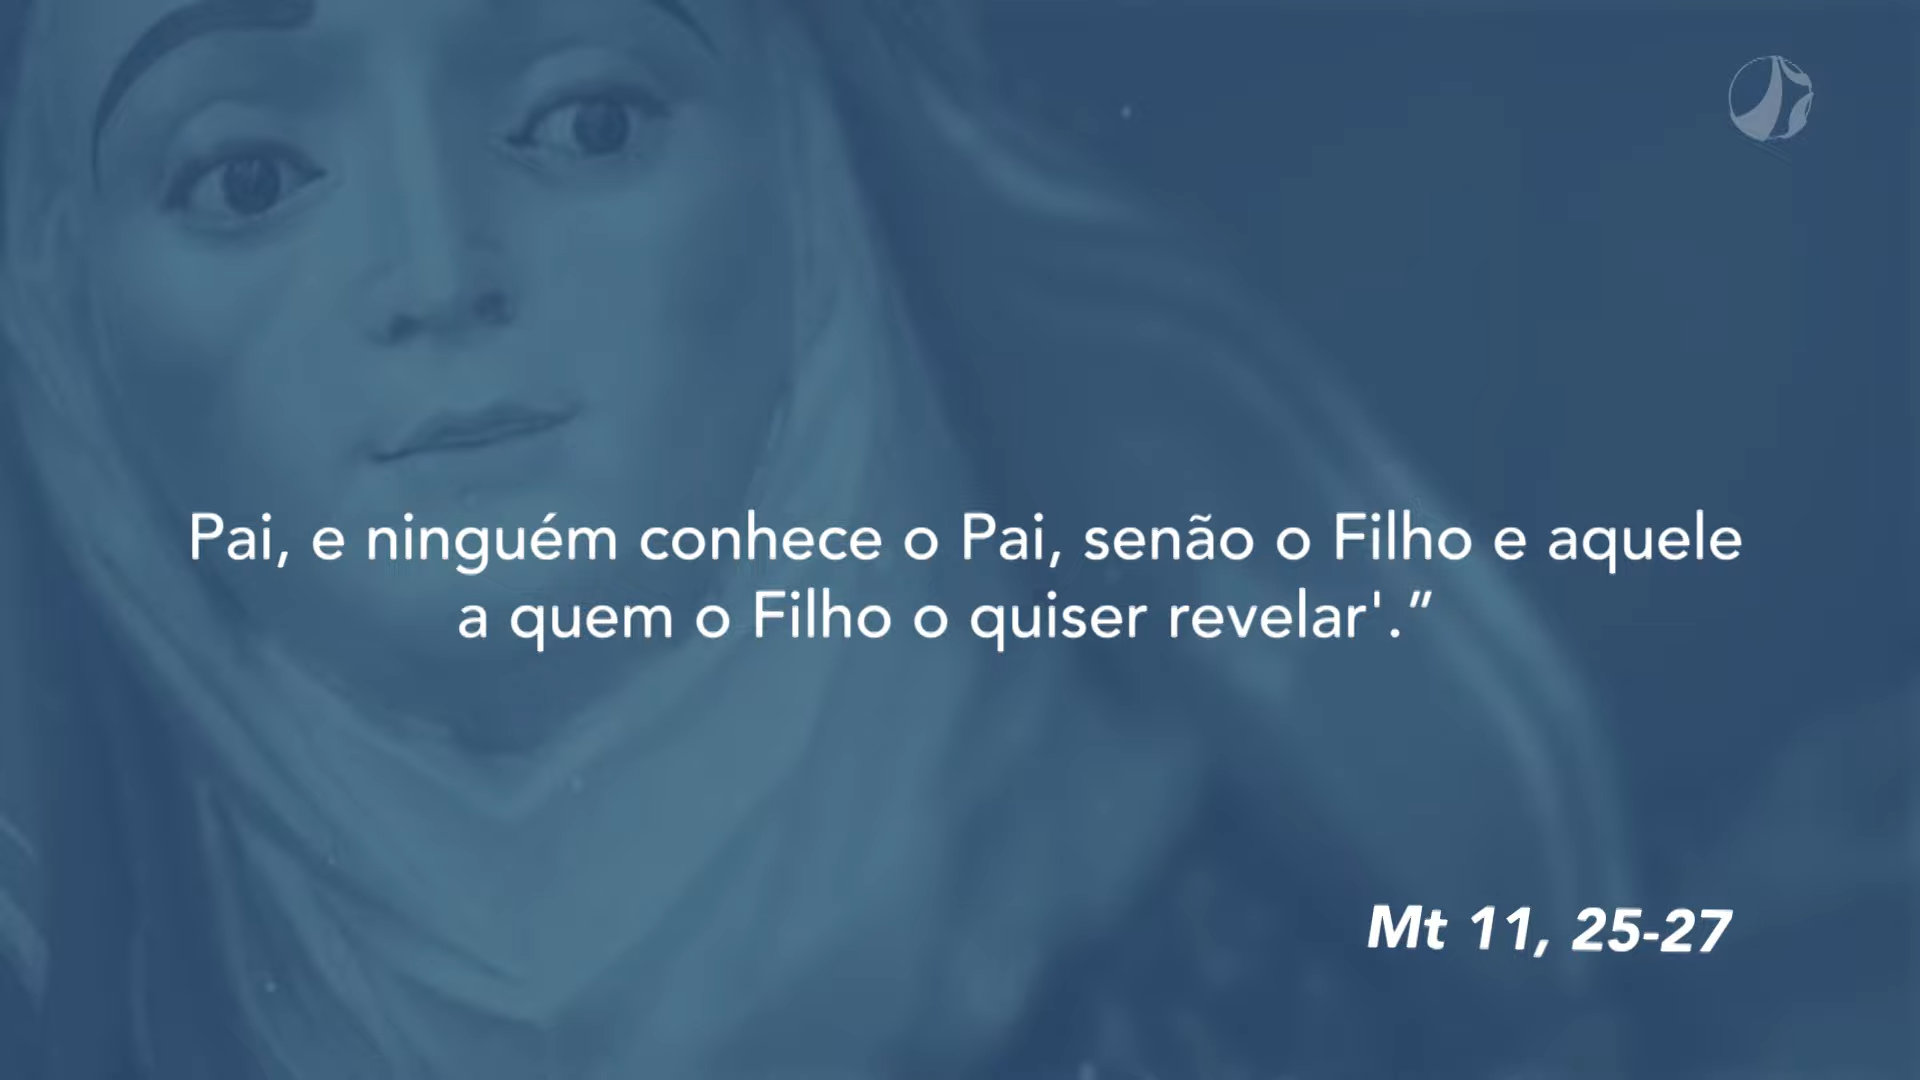 Pai, e ninguém conhece o Pai, senão o Filho e aquele
a quem o Filho o quiser revelar'.”
Mt 11, 25-27